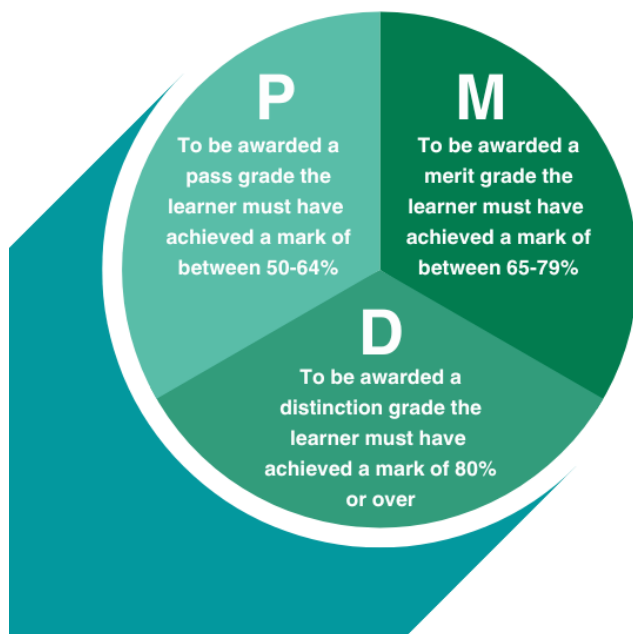 P
To be awarded a
pass grade the
learner must have
achieved a mark of
between 50-64%
M
To be awarded a
merit grade the
learner must have
achieved a mark of
between 65-79%
D
To be awarded a
distinction grade the
learner must have
achieved a mark of 80%
or over